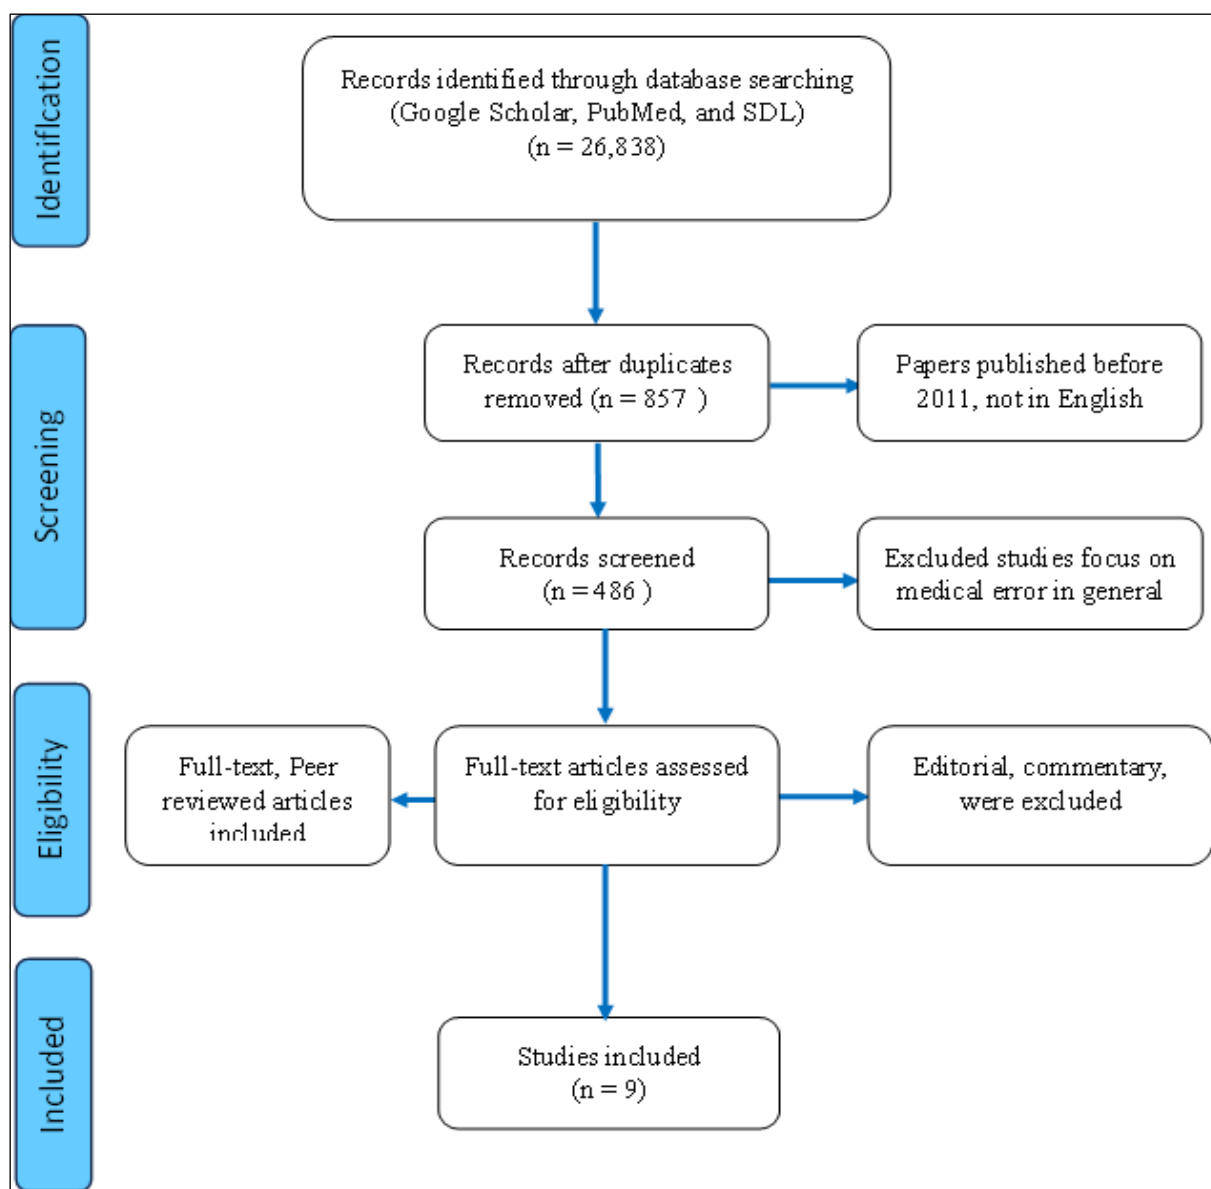 Identification
Records identified through database searching
(Google Scholar, PubMed, and SDL)
(n = 26,838)
Screening
Records after duplicates
removed (n = 857 )
Papers published before
2011, not in English
Records screened
(n = 486 )
Excluded studies focus on
medical error in general
Eligibility
Full-text, Peer
reviewed articles
included
Full-text articles assessed
for eligibility
Editorial, commentary,
were excluded
Included
Studies included
(n = 9)